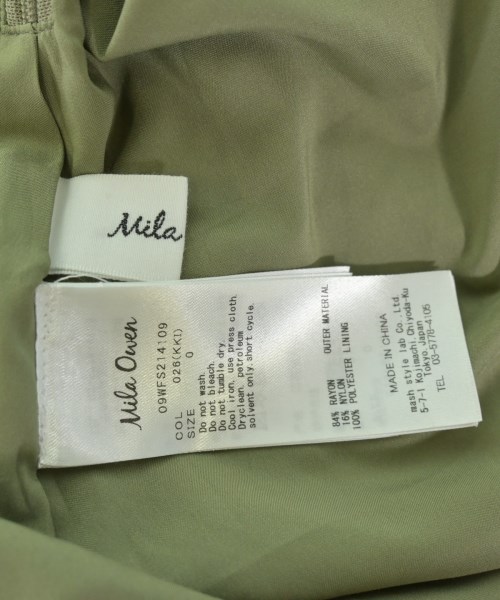 Mila
Mila Owen
09WFS214109
COL 026(KKI)
SIZE 0
Do not wash.
Do not bleach.
Do not tumble dry.
Cool iron, use press cloth.
Dryclean, petroleum
solvent only.short cycle.
OUTER MATERIAL
84% RAYON
16% NYLON
100% POLYESTER LINING
MADE IN CHINA
mash style lab Co., Ltd.
5-7-1 Kojimachi,Chiyoda-Ku
Tokyo,Japan
TEL 03-5778-4105